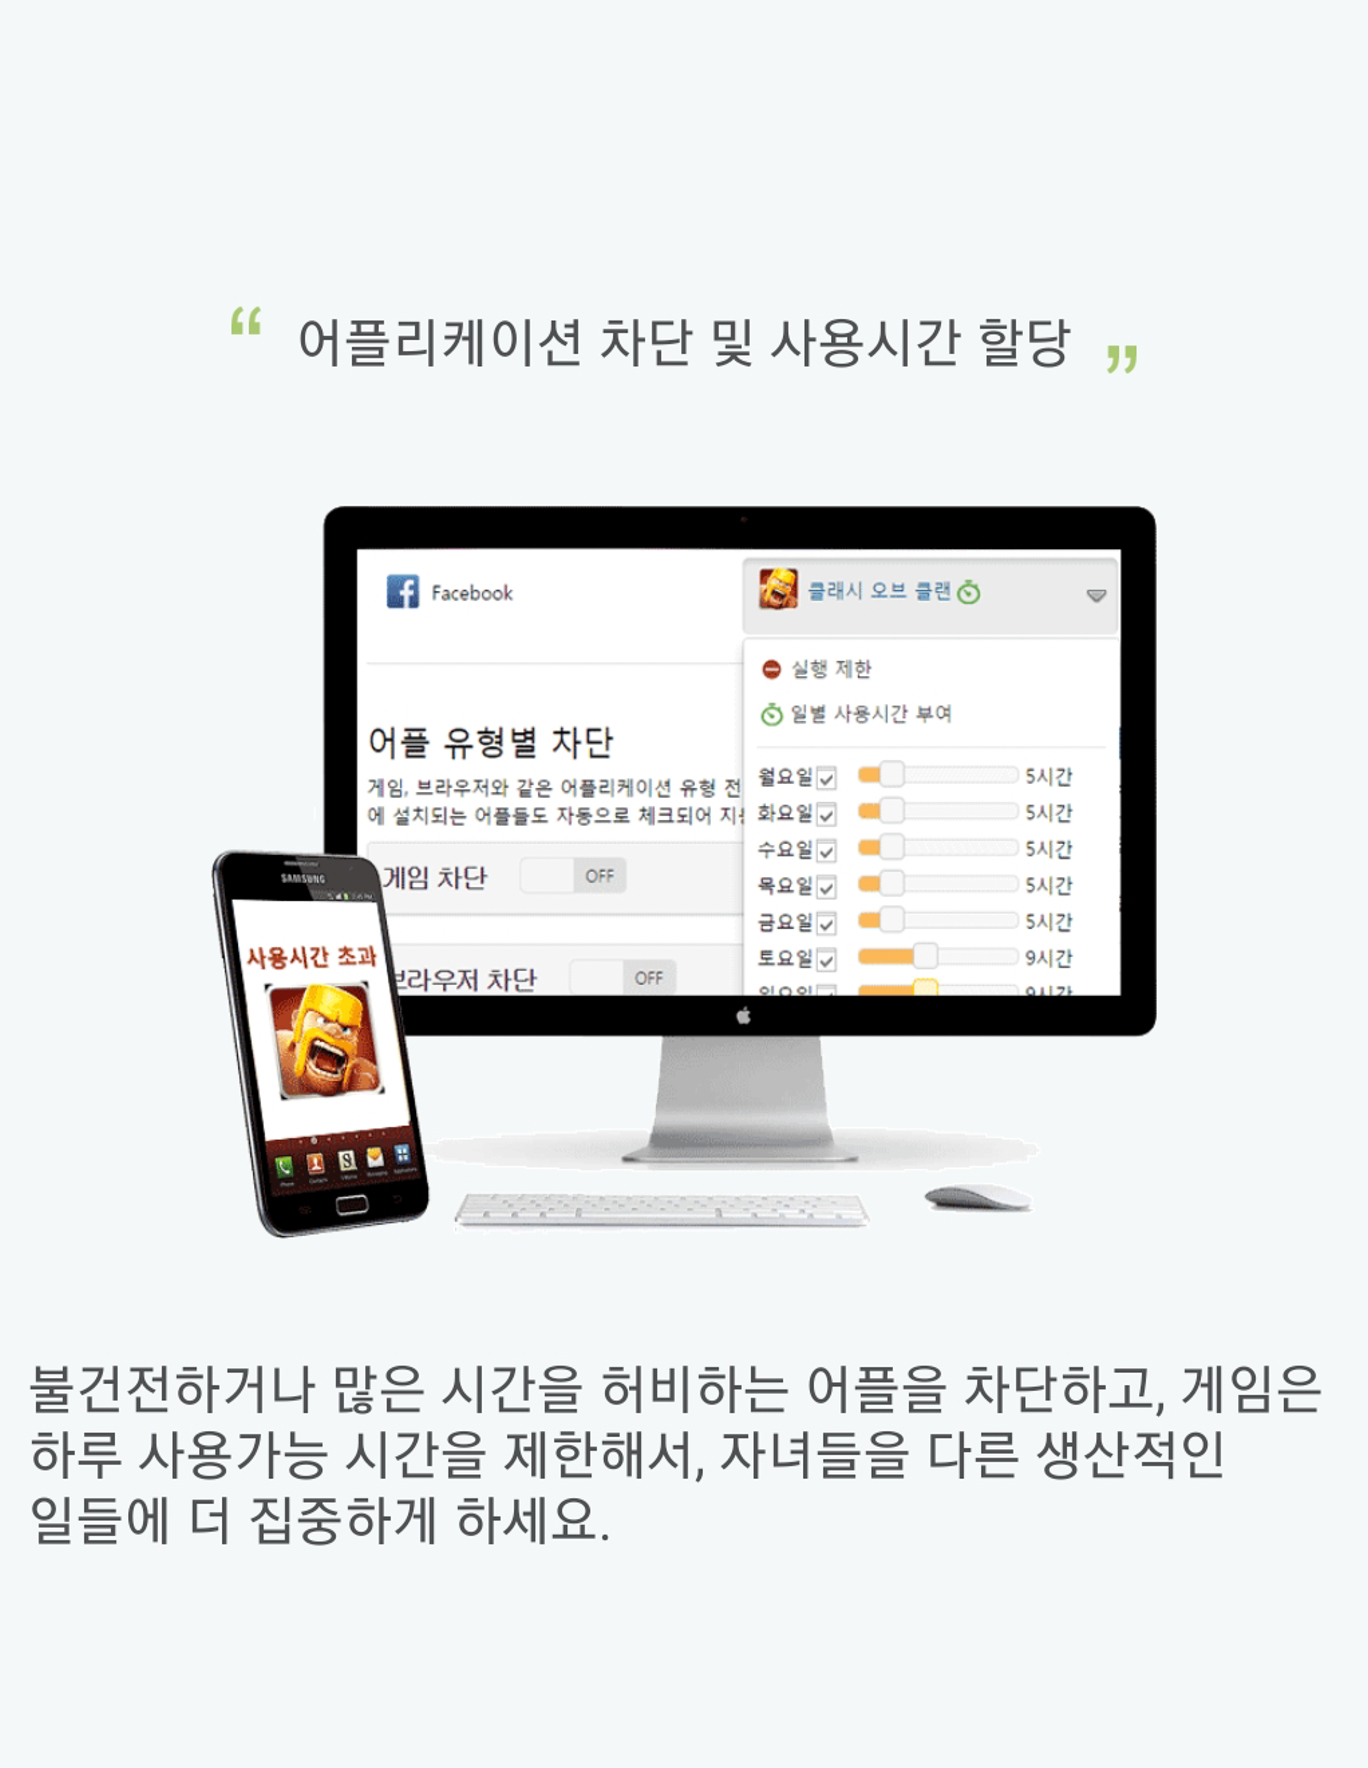 “ 어플리케이션 차단 및 사용시간 할당 ”
Facebook
클래시 오브 클랜
실행 제한
일별 사용시간 부여
어플 유형별 차단
게임, 브라우저와 같은 어플리케이션 유형 전
에 설치되는 어플들도 자동으로 체크되어 지
게임 차단 OFF
브라우저 차단 OFF
월요일 5시간
화요일 5시간
수요일 5시간
목요일 5시간
금요일 5시간
토요일 9시간
일요일 9시간
SAMSUNG
사용시간 초과
불건전하거나 많은 시간을 허비하는 어플을 차단하고, 게임은
하루 사용가능 시간을 제한해서, 자녀들을 다른 생산적인
일들에 더 집중하게 하세요.